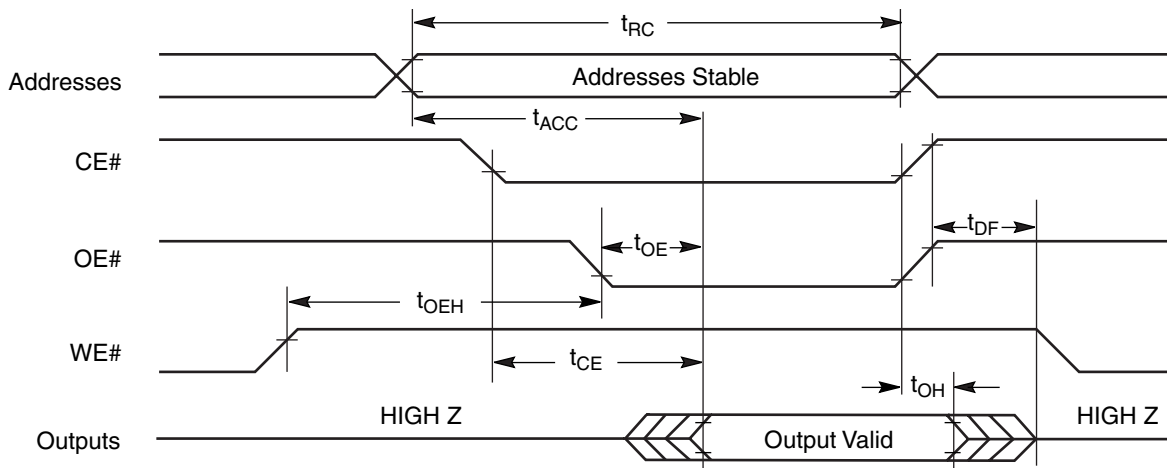 tRC
Addresses
Addresses Stable
tACC
CE#
OE#
tOE
tDF
tOEH
WE#
tCE
tOH
HIGH Z
HIGH Z
Outputs
Output Valid